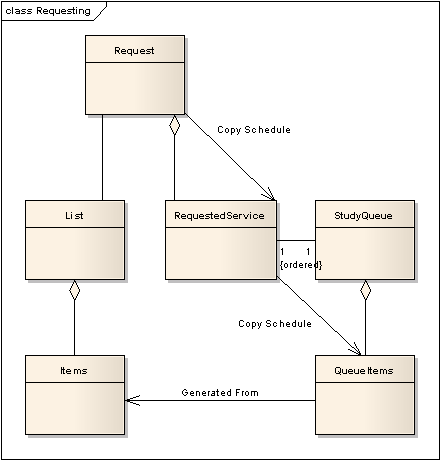 class Requesting
Request
Copy Schedule
List
RequestedService
StudyQueue
1 1
{ordered}
Copy Schedule
Items
Generated From
QueueItems